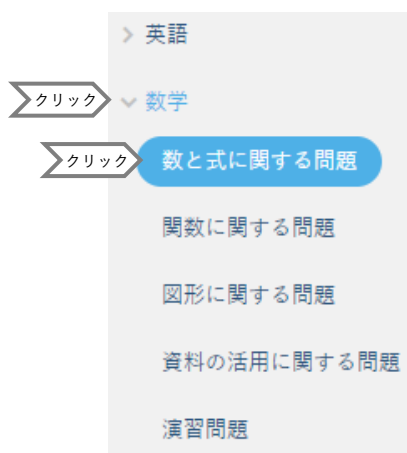 英語
クリック 数学
クリック 数と式に関する問題
関数に関する問題
図形に関する問題
資料の活用に関する問題
演習問題